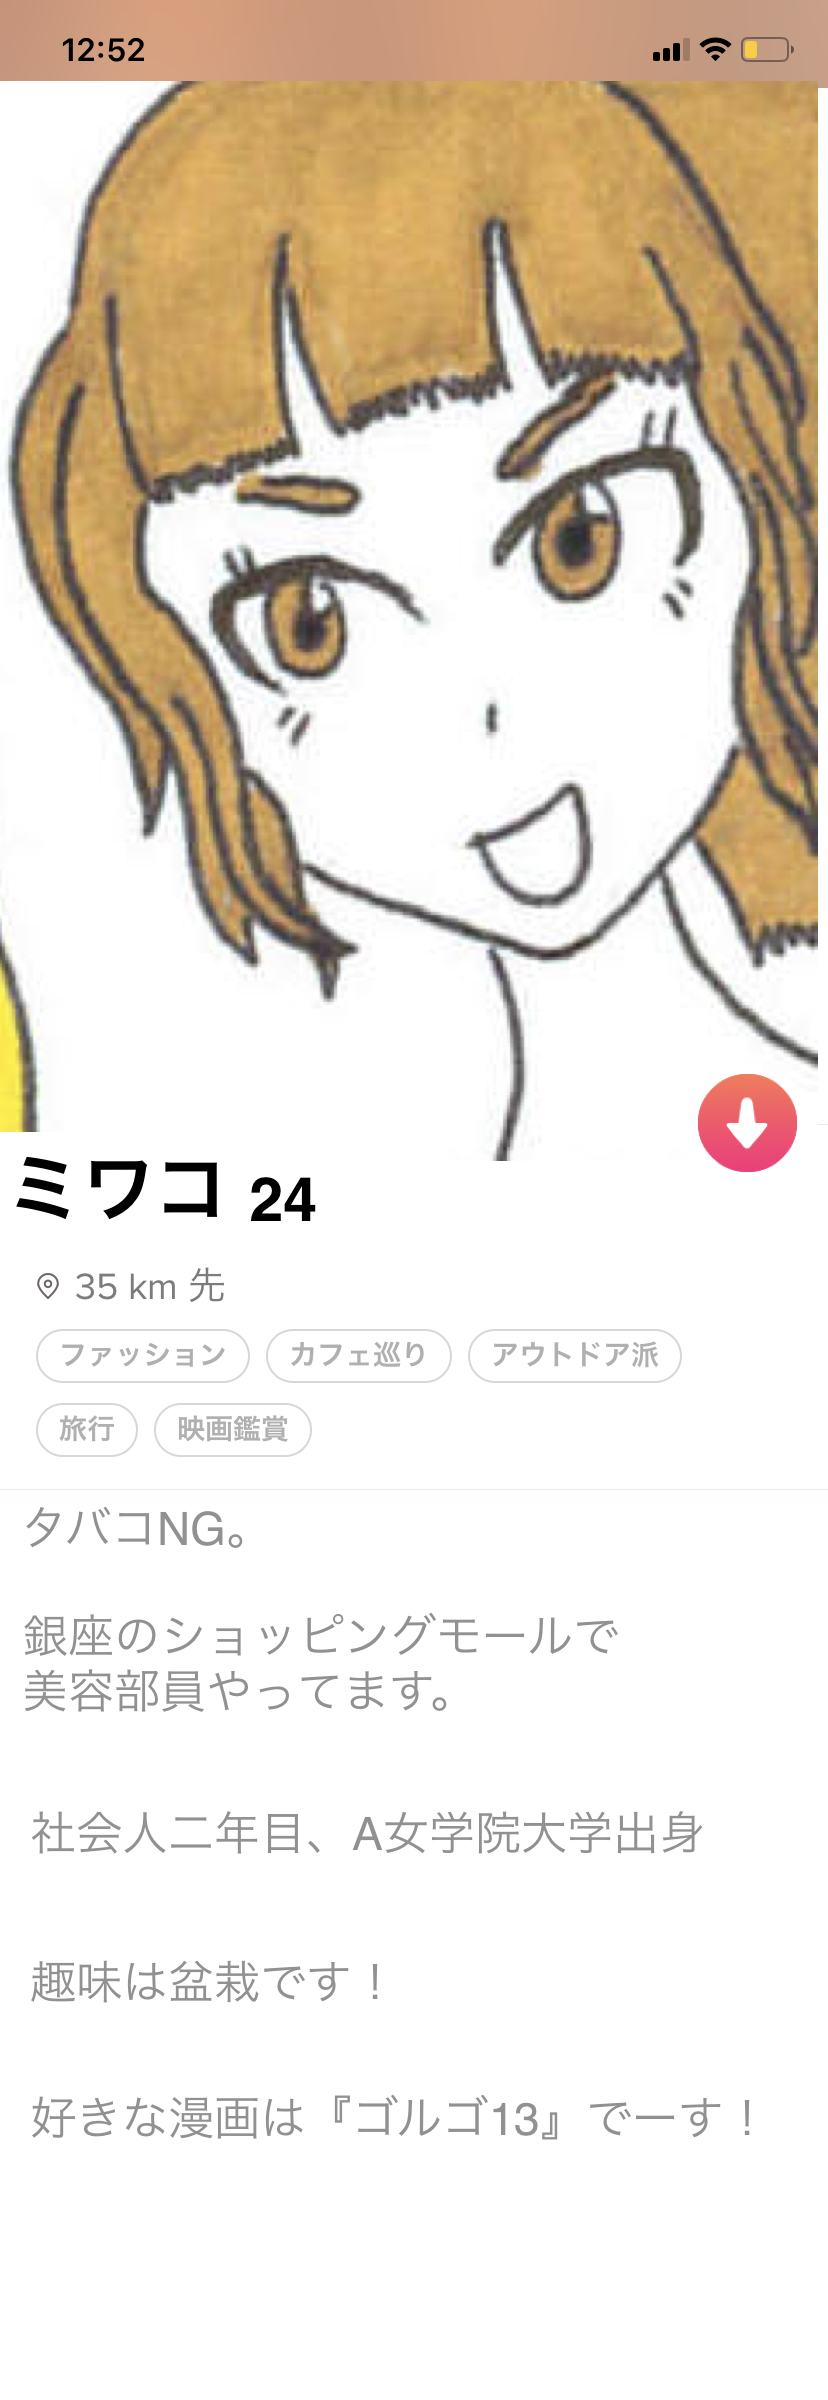 12:52
ミワコ 24
35 km 先
ファッション カフェ巡り アウトドア派
旅行 映画鑑賞
タバコNG。
銀座のショッピングモールで
美容部員やってます。
社会人二年目、A女学院大学出身
趣味は盆栽です！
好きな漫画は『ゴルゴ13』でーす！